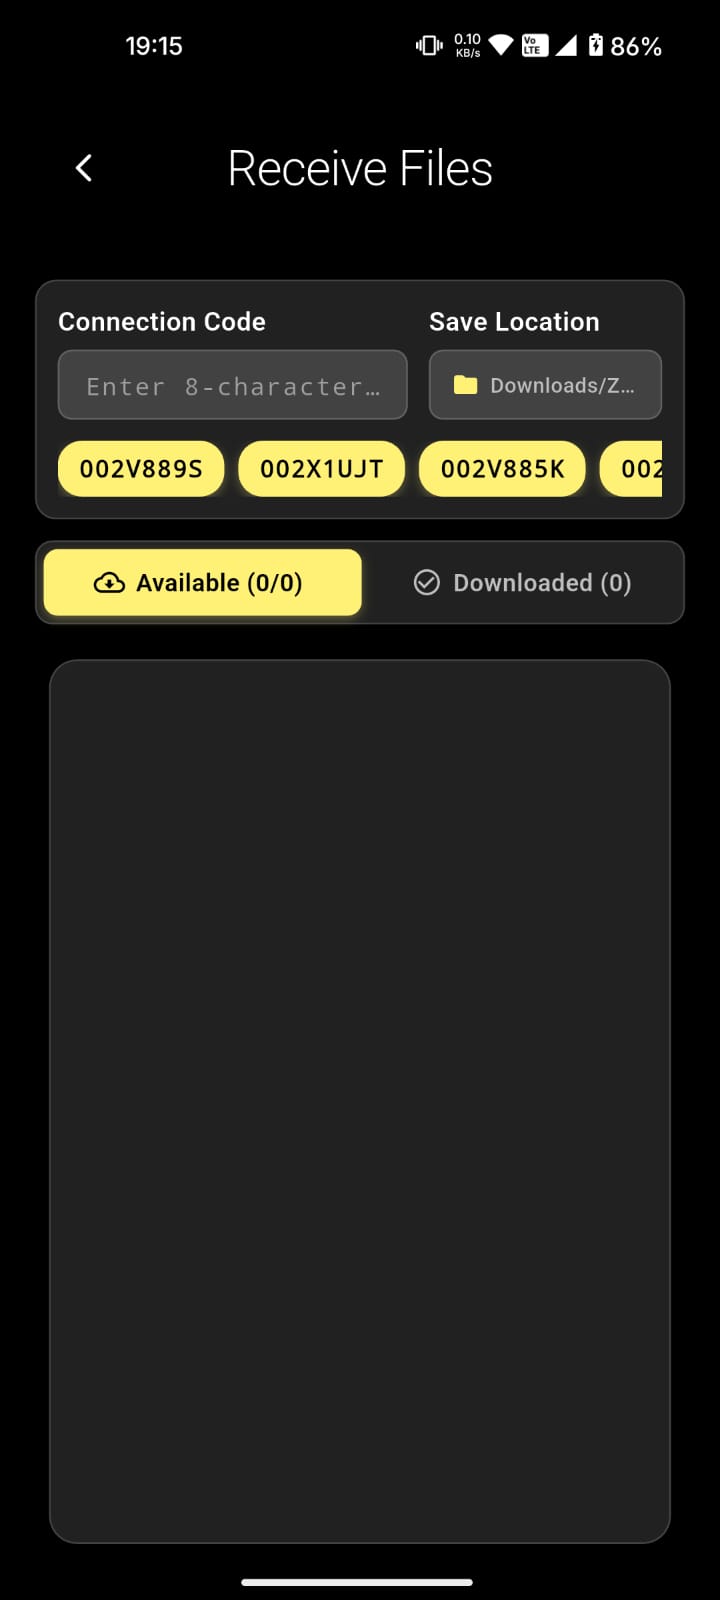 19:15 0.10 KB/s Vo LTE 86%
Receive Files
Connection Code Save Location
Enter 8-character… Downloads/Z…
002V889S 002X1UJT 002V885K 002
Available (0/0) Downloaded (0)